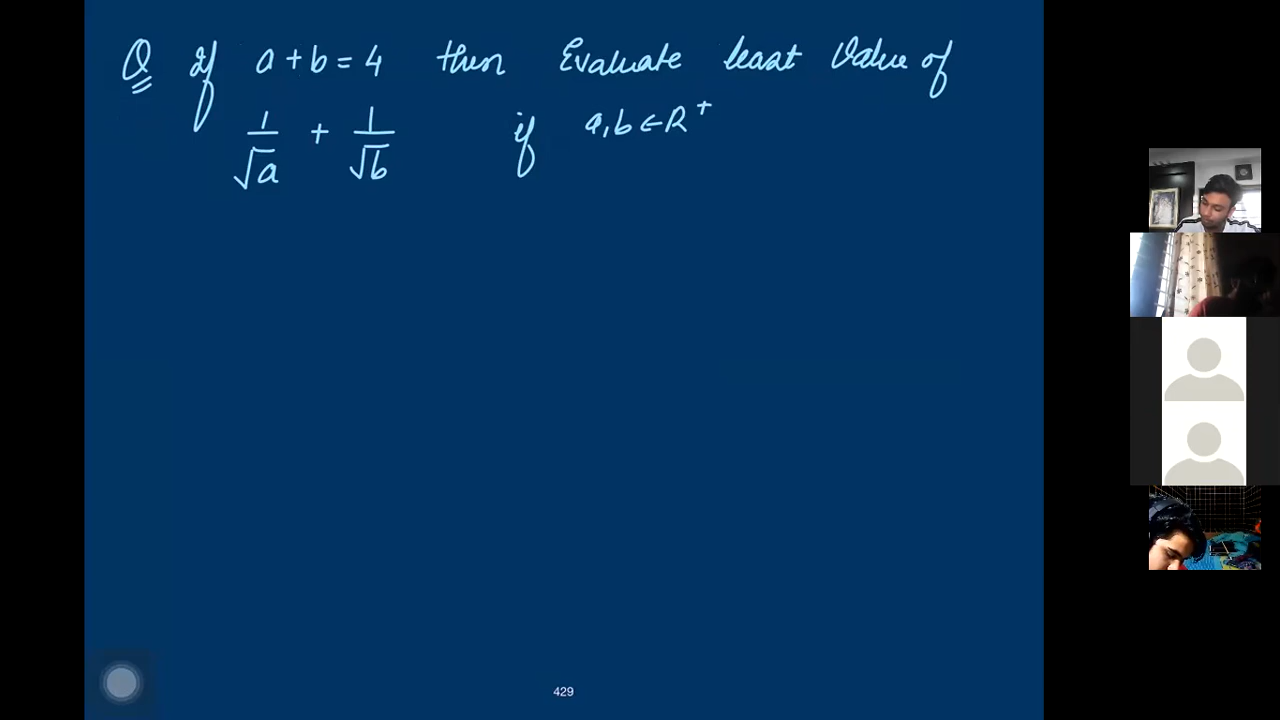 Q If a + b = 4 then Evaluate least Value of
1/√a + 1/√b if a, b ∈ R⁺
429